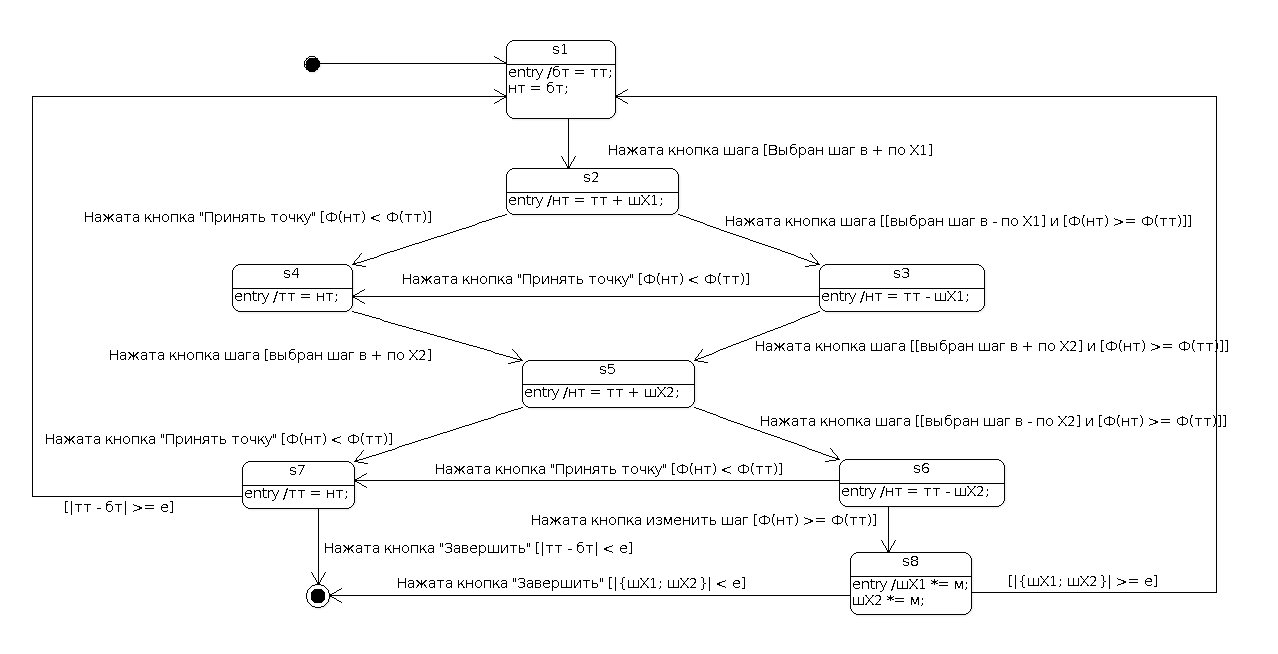 s1
entry /бт = тт;
нт = бт;
Нажата кнопка шага [Выбран шаг в + по X1]
s2
entry /нт = тт + шX1;
Нажата кнопка "Принять точку" [Ф(нт) < Ф(тт)]
Нажата кнопка шага [[выбран шаг в - по X1] и [Ф(нт) >= Ф(тт)]]
s4
entry /тт = нт;
Нажата кнопка "Принять точку" [Ф(нт) < Ф(тт)]
s3
entry /нт = тт - шX1;
Нажата кнопка шага [выбран шаг в + по X2]
Нажата кнопка шага [[выбран шаг в + по X2] и [Ф(нт) >= Ф(тт)]]
s5
entry /нт = тт + шX2;
Нажата кнопка "Принять точку" [Ф(нт) < Ф(тт)]
Нажата кнопка шага [[выбран шаг в - по X2] и [Ф(нт) >= Ф(тт)]]
s7
entry /тт = нт;
Нажата кнопка "Принять точку" [Ф(нт) < Ф(тт)]
s6
entry /нт = тт - шX2;
[|тт - бт| >= e]
Нажата кнопка изменить шаг [Ф(нт) >= Ф(тт)]
Нажата кнопка "Завершить" [|тт - бт| < e]
s8
entry /шX1 *= м;
шX2 *= м;
Нажата кнопка "Завершить" [|{шX1; шX2}| < e]
[|{шX1; шX2}| >= e]